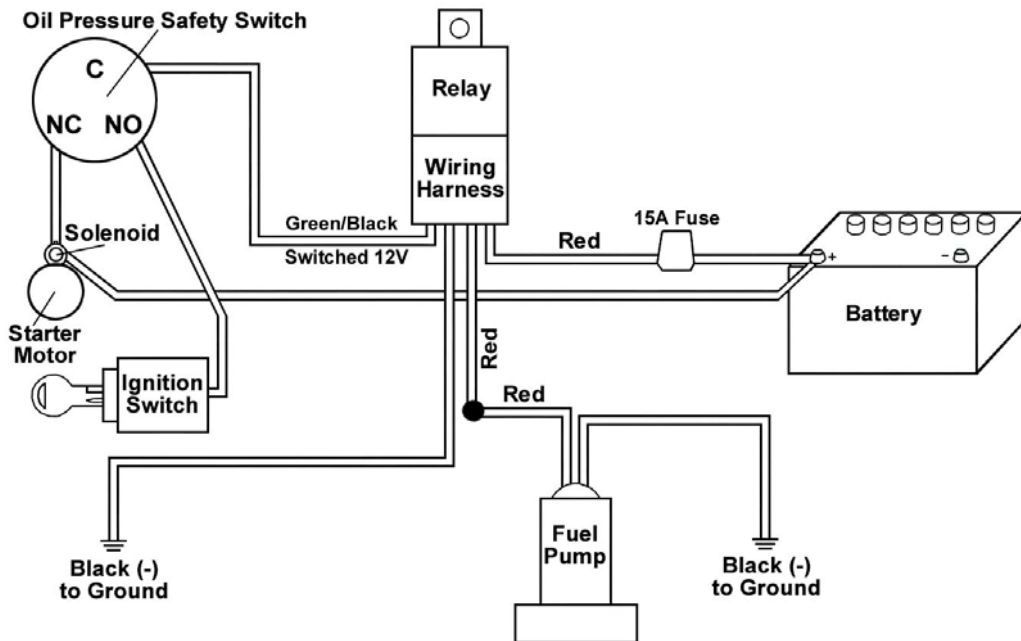 Oil Pressure Safety Switch
C
NC NO
Relay
Wiring
Harness
Green/Black
Switched 12V
15A Fuse
Red
+
−
Battery
Solenoid
Starter
Motor
Ignition
Switch
Red
Red
Fuel
Pump
Black (-)
to Ground
Black (-)
to Ground